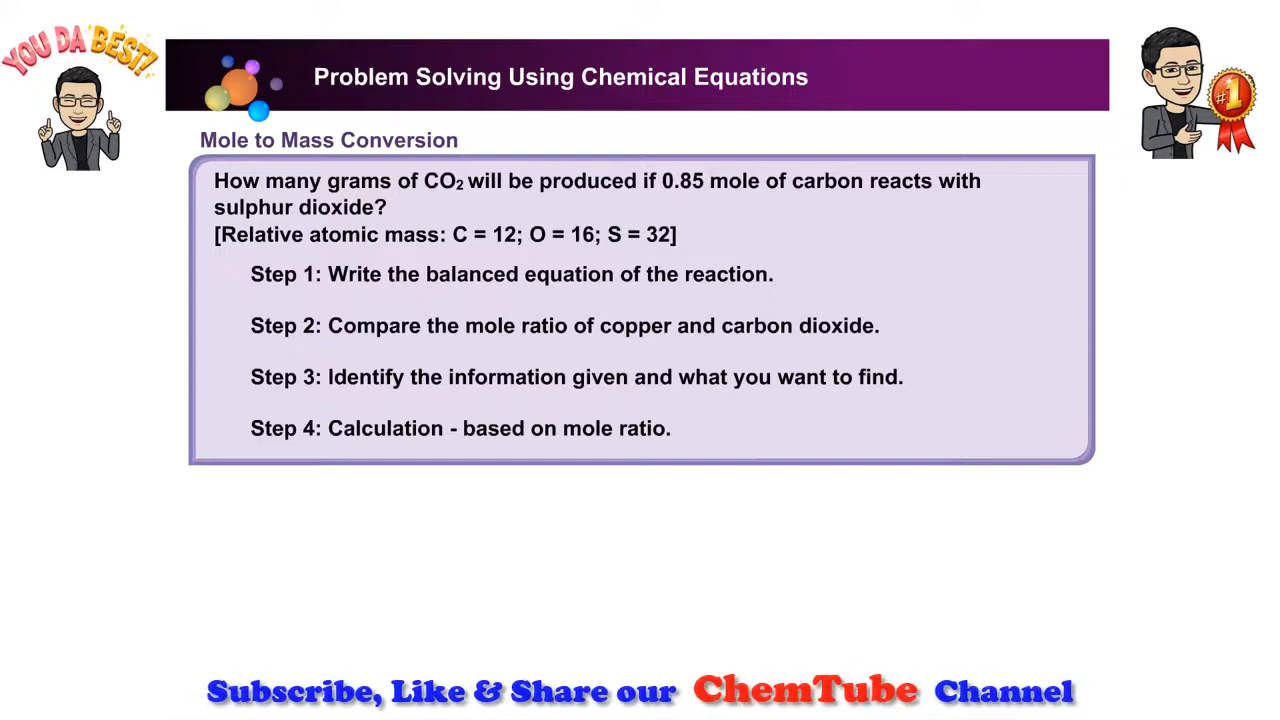 YOU DA BEST!
Problem Solving Using Chemical Equations
#1
Mole to Mass Conversion
How many grams of CO₂ will be produced if 0.85 mole of carbon reacts with
sulphur dioxide?
[Relative atomic mass: C = 12; O = 16; S = 32]
Step 1: Write the balanced equation of the reaction.
Step 2: Compare the mole ratio of copper and carbon dioxide.
Step 3: Identify the information given and what you want to find.
Step 4: Calculation - based on mole ratio.
Subscribe, Like & Share our ChemTube Channel